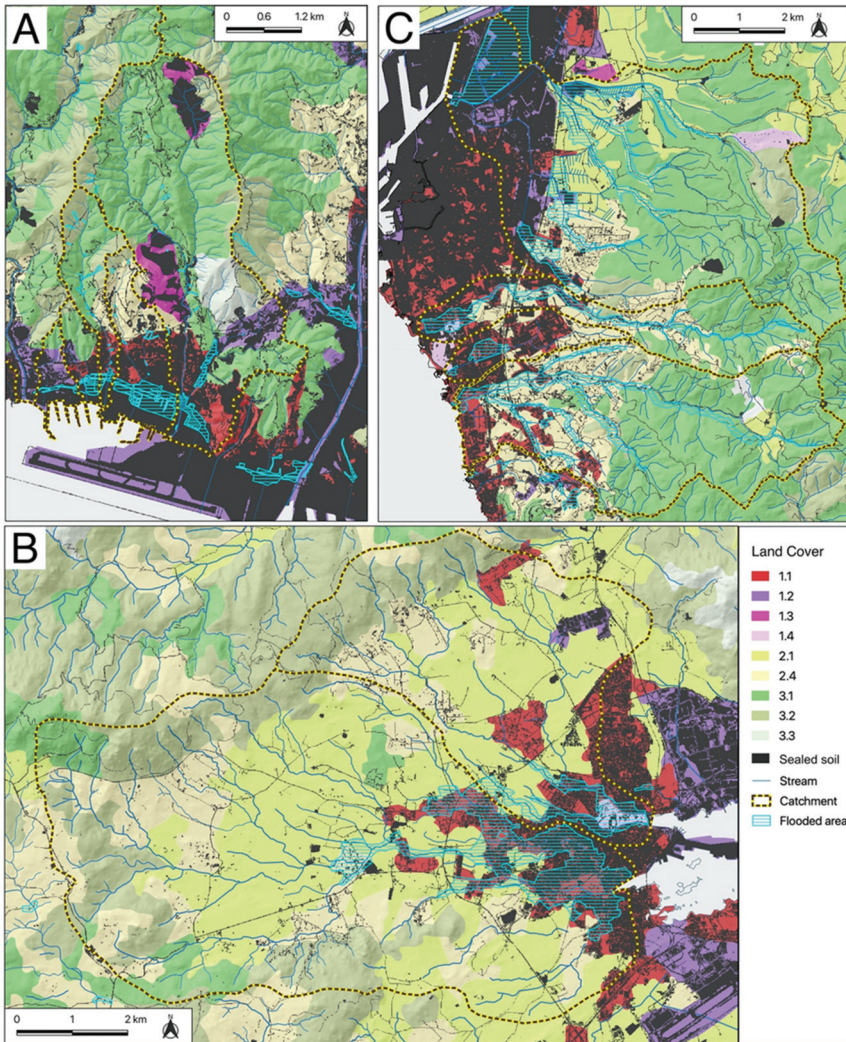 A
0 0.6 1.2 km
N
C
0 1 2 km
N
B
0 1 2 km
N
Land Cover
1.1
1.2
1.3
1.4
2.1
2.4
3.1
3.2
3.3
Sealed soil
Stream
Catchment
Flooded area